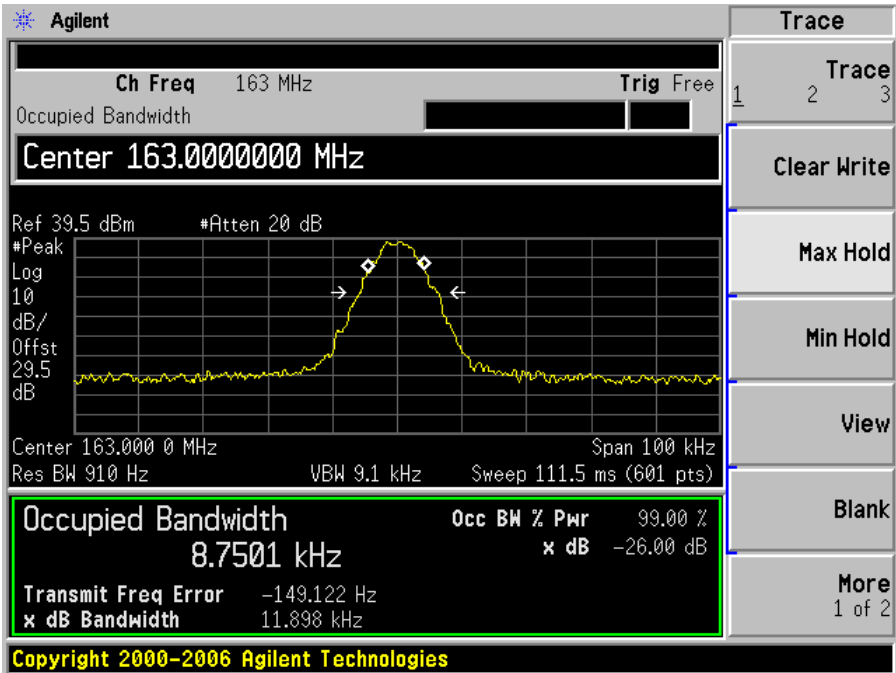 Agilent
Trace
Ch Freq 163 MHz Trig Free
Occupied Bandwidth
Center 163.0000000 MHz
Ref 39.5 dBm #Atten 20 dB
#Peak
Log
10
dB/
Offst
29.5
dB
Center 163.000 0 MHz Span 100 kHz
Res BW 910 Hz VBW 9.1 kHz Sweep 111.5 ms (601 pts)
Occupied Bandwidth
8.7501 kHz
Occ BW % Pwr 99.00 %
x dB -26.00 dB
Transmit Freq Error -149.122 Hz
x dB Bandwidth 11.898 kHz
Copyright 2000-2006 Agilent Technologies
Trace
1 2 3
Clear Write
Max Hold
Min Hold
View
Blank
More
1 of 2